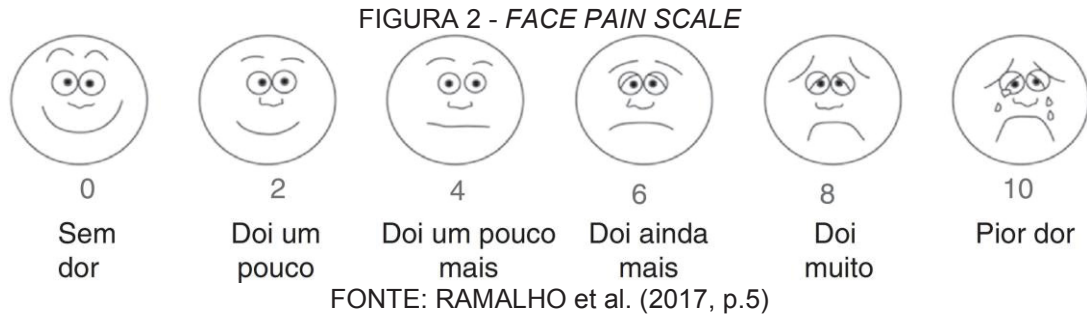 FIGURA 2 - FACE PAIN SCALE
0 2 4 6 8 10
Sem Doi um Doi um pouco Doi ainda Doi Pior dor
dor pouco mais mais muito
FONTE: RAMALHO et al. (2017, p.5)